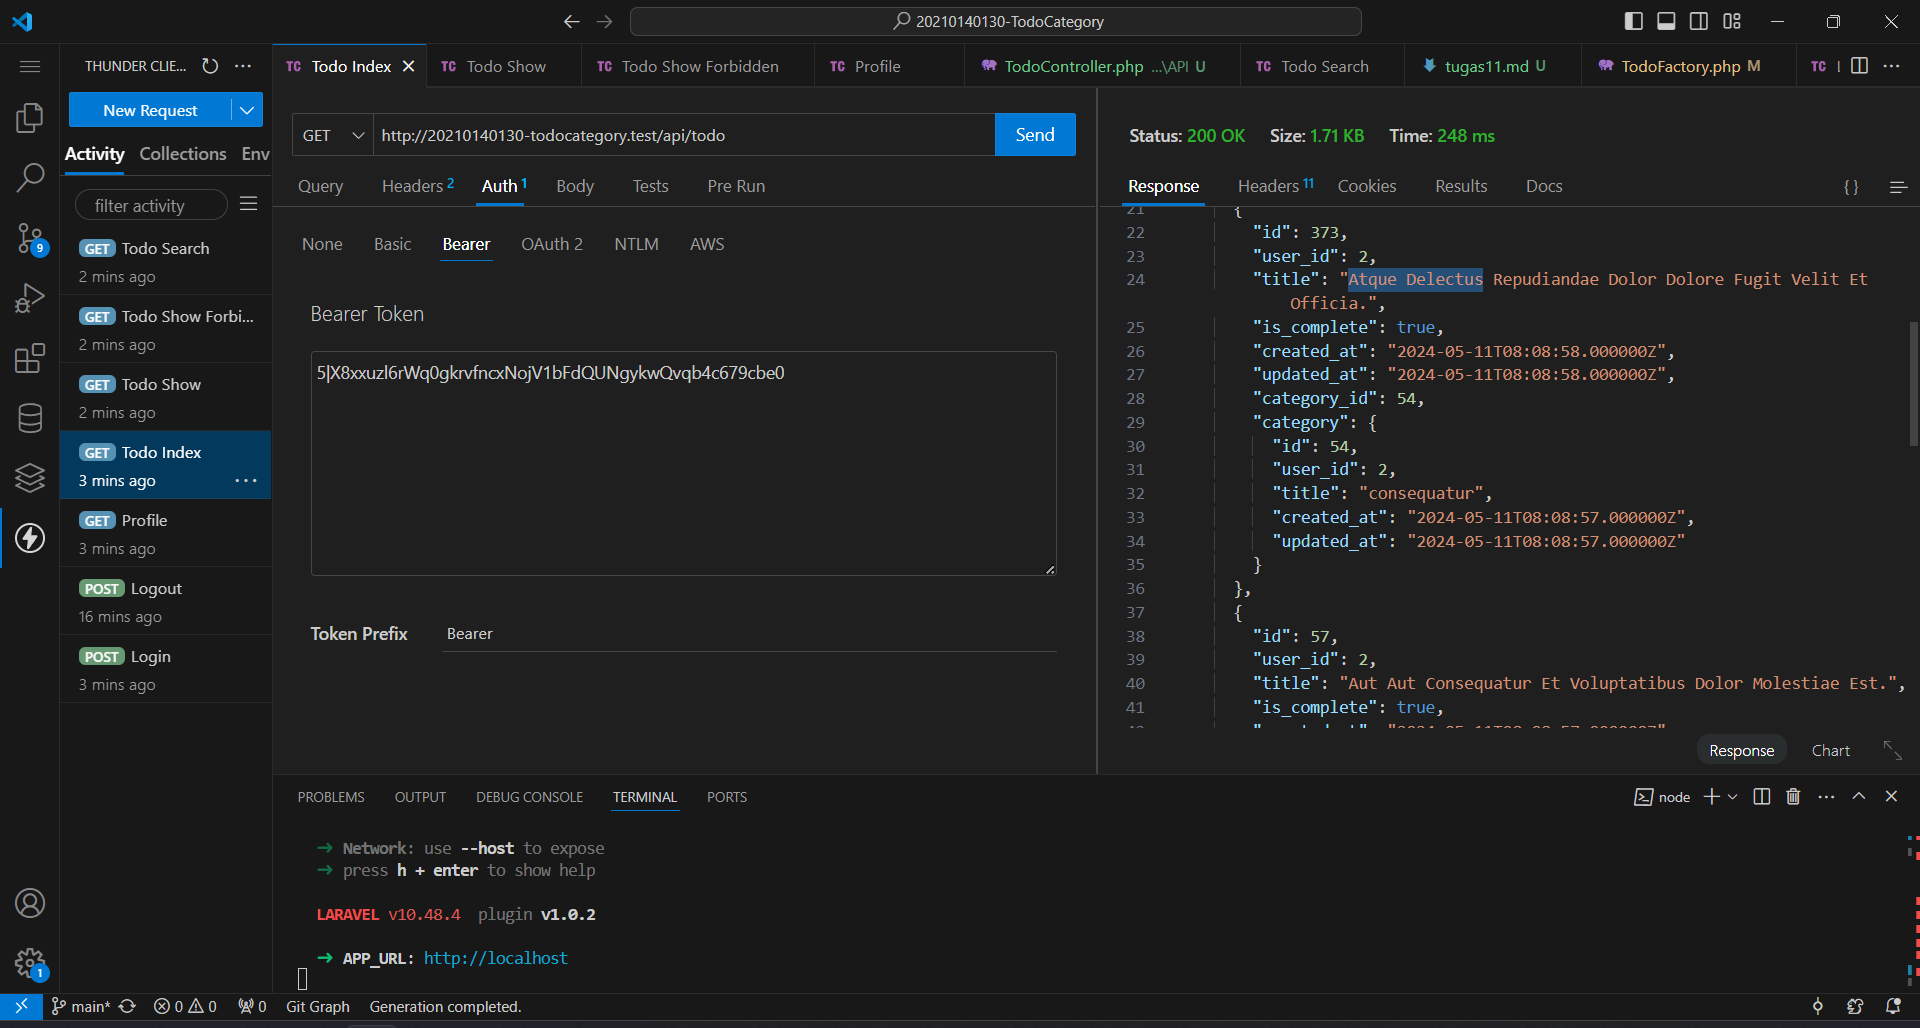 20210140130-TodoCategory
THUNDER CLIE...
New Request
Activity Collections Env
filter activity
GET Todo Search
2 mins ago
GET Todo Show Forbi...
2 mins ago
GET Todo Show
2 mins ago
GET Todo Index
3 mins ago
GET Profile
3 mins ago
POST Logout
16 mins ago
POST Login
3 mins ago
TC Todo Index TC Todo Show TC Todo Show Forbidden TC Profile TodoController.php ...\API U TC Todo Search tugas11.md U TodoFactory.php M TC
GET http://20210140130-todocategory.test/api/todo Send
Query Headers 2 Auth 1 Body Tests Pre Run
None Basic Bearer OAuth 2 NTLM AWS
Bearer Token
5|X8xxuzl6rWq0gkrvfncxNojV1bFdQUNgykwQvqb4c679cbe0
Token Prefix Bearer
Status: 200 OK Size: 1.71 KB Time: 248 ms
Response Headers 11 Cookies Results Docs {}
21 {
22 "id": 373,
23 "user_id": 2,
24 "title": "Atque Delectus Repudiandae Dolor Dolore Fugit Velit Et
Officia.",
25 "is_complete": true,
26 "created_at": "2024-05-11T08:08:58.000000Z",
27 "updated_at": "2024-05-11T08:08:58.000000Z",
28 "category_id": 54,
29 "category": {
30 "id": 54,
31 "user_id": 2,
32 "title": "consequatur",
33 "created_at": "2024-05-11T08:08:57.000000Z",
34 "updated_at": "2024-05-11T08:08:57.000000Z"
35 }
36 },
37 {
38 "id": 57,
39 "user_id": 2,
40 "title": "Aut Aut Consequatur Et Voluptatibus Dolor Molestiae Est.",
41 "is_complete": true,
Response Chart
PROBLEMS OUTPUT DEBUG CONSOLE TERMINAL PORTS node
➜ Network: use --host to expose
➜ press h + enter to show help
LARAVEL v10.48.4 plugin v1.0.2
➜ APP_URL: http://localhost
9
1
main* 0 0 0 Git Graph Generation completed.